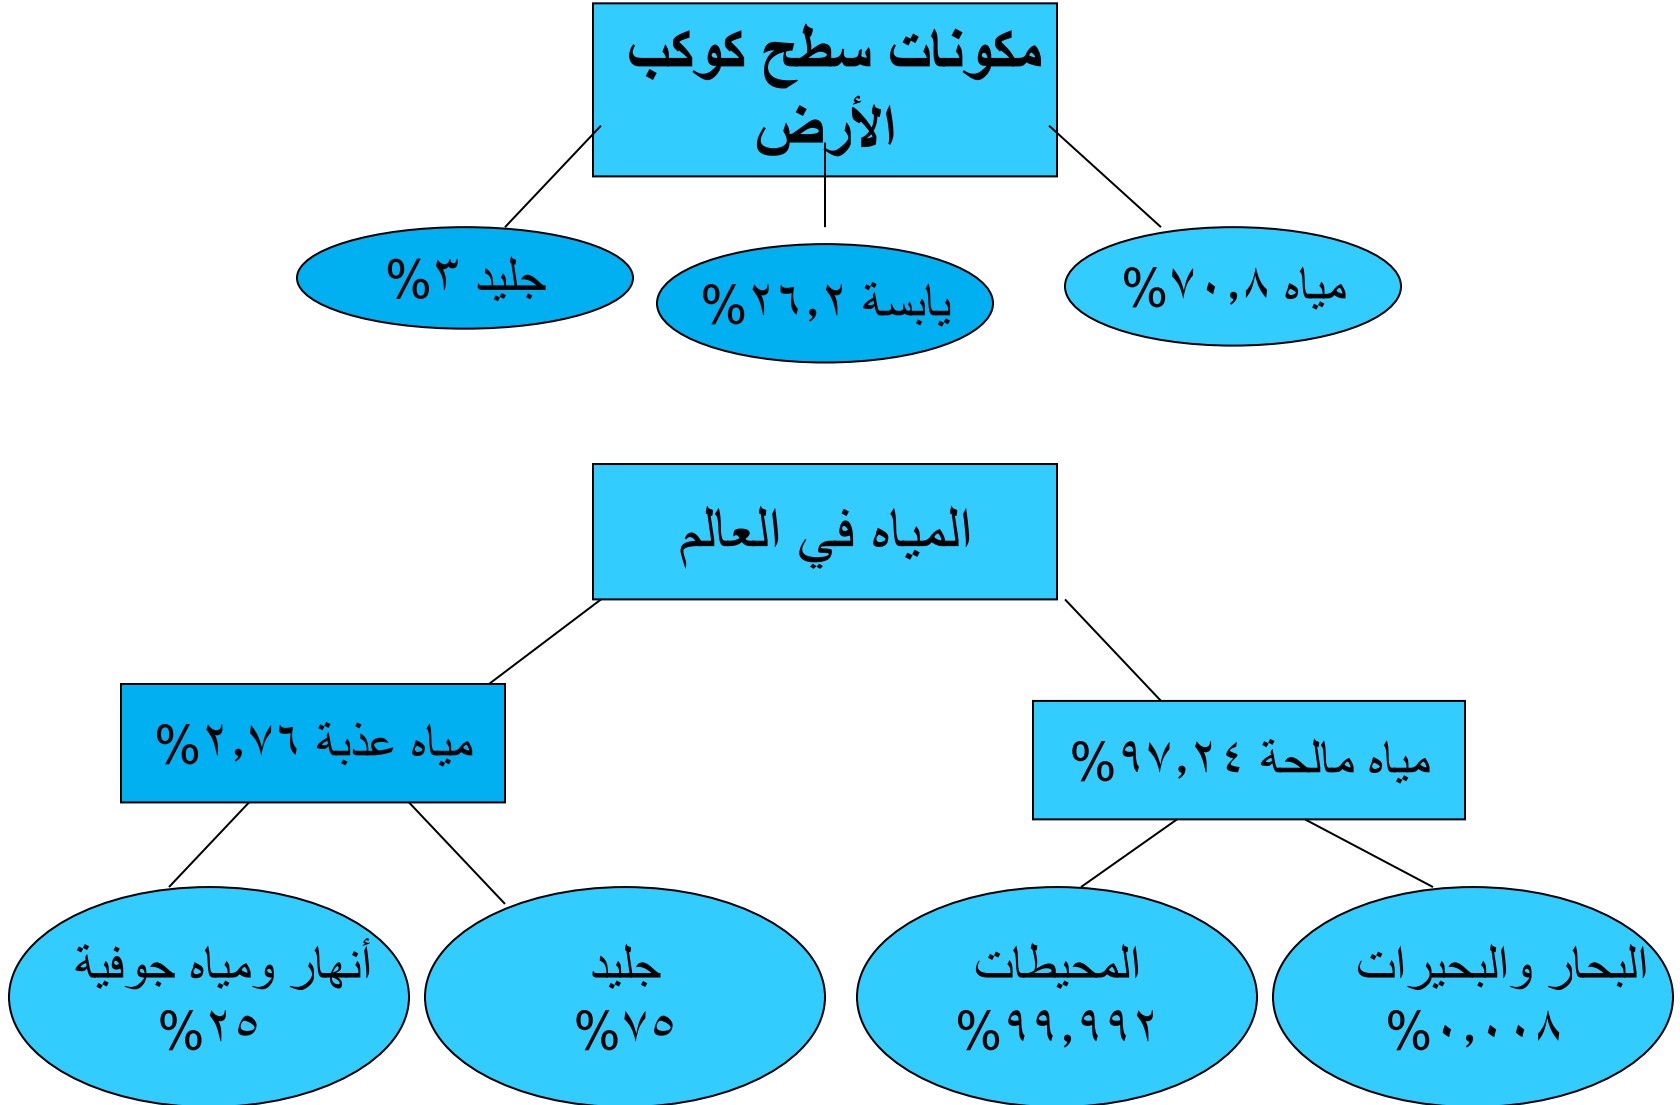 مكونات سطح كوكب
الأرض
مياه ٧٠,٨%
يابسة ٢٦,٢%
جليد ٣%
المياه في العالم
مياه مالحة ٩٧,٢٤%
مياه عذبة ٢,٧٦%
البحار والبحيرات
٠,٠٠٨%
المحيطات
٩٩,٩٩٢%
جليد
٧٥%
أنهار ومياه جوفية
٢٥%